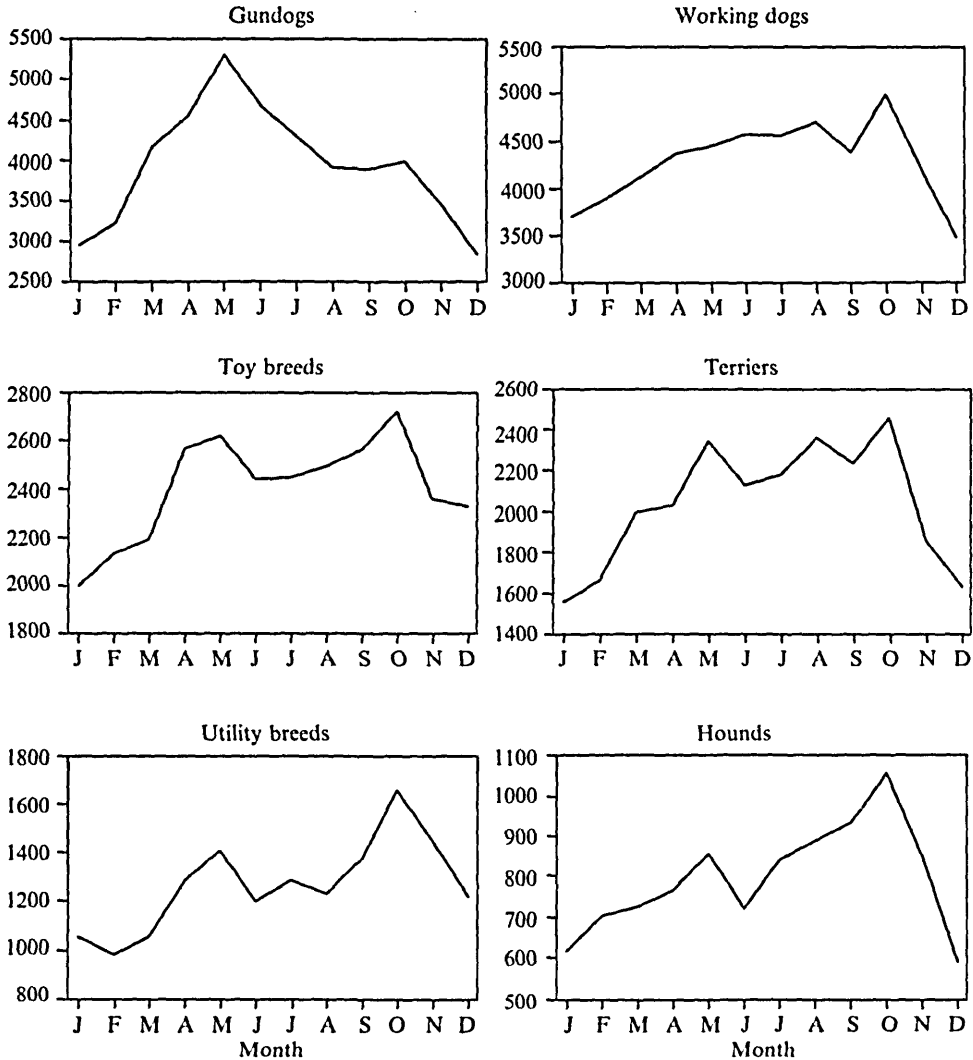 Gundogs
5500
5000
4500
4000
3500
3000
2500
J F M A M J J A S O N D
Working dogs
5500
5000
4500
4000
3500
3000
J F M A M J J A S O N D
Toy breeds
2800
2600
2400
2200
2000
1800
J F M A M J J A S O N D
Terriers
2600
2400
2200
2000
1800
1600
1400
J F M A M J J A S O N D
Utility breeds
1800
1600
1400
1200
1000
800
J F M A M J J A S O N D
Month
Hounds
1100
1000
900
800
700
600
500
J F M A M J J A S O N D
Month